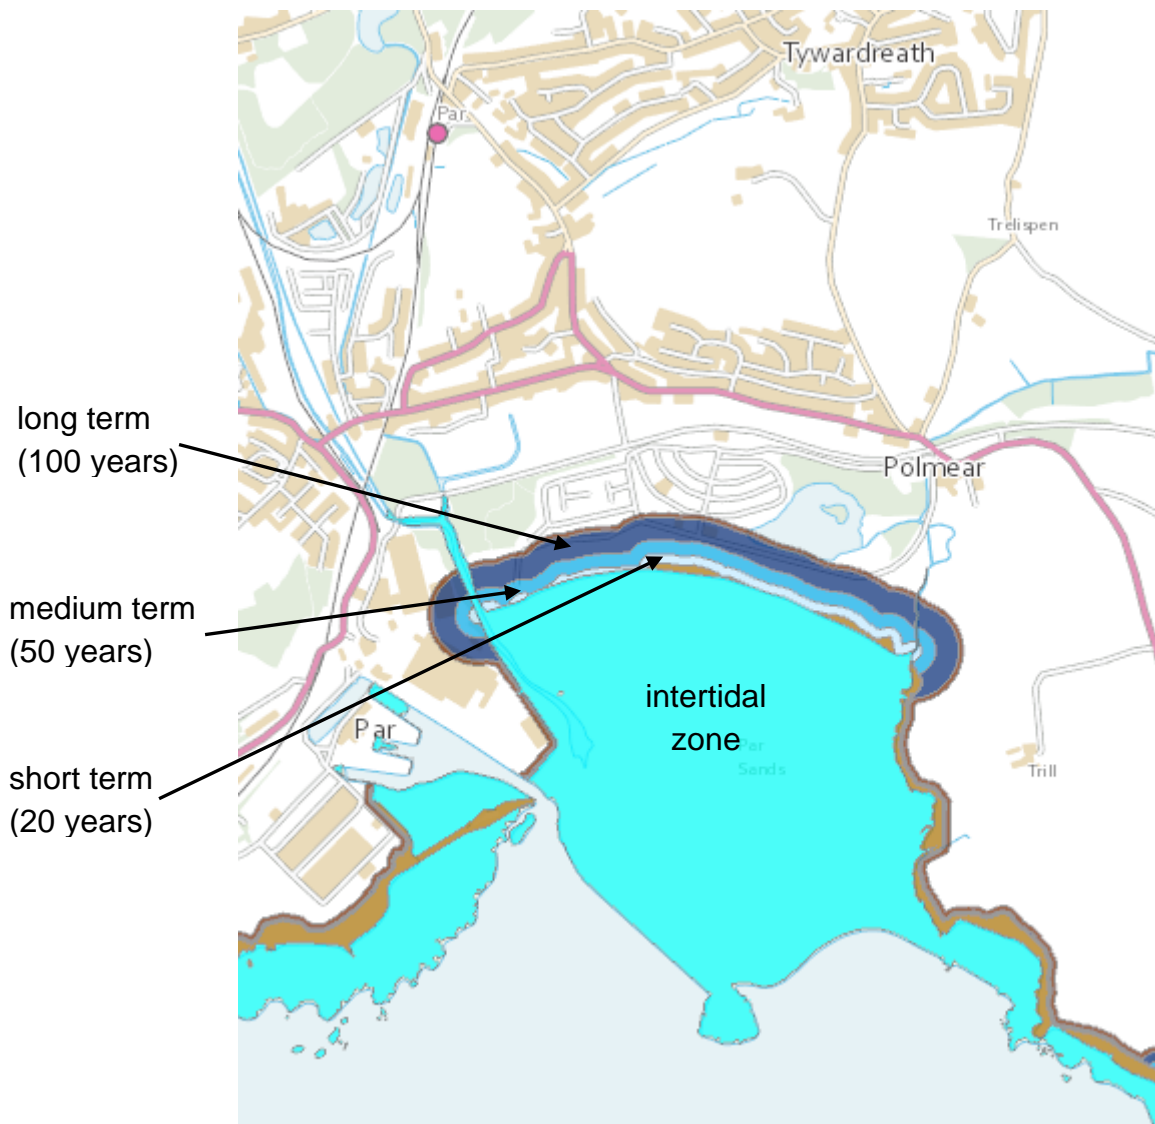 Tywardreath
Par
Trelispen
long term
(100 years)
Polmear
medium term
(50 years)
intertidal
zone
Par
Par
Sands
short term
(20 years)
Trill